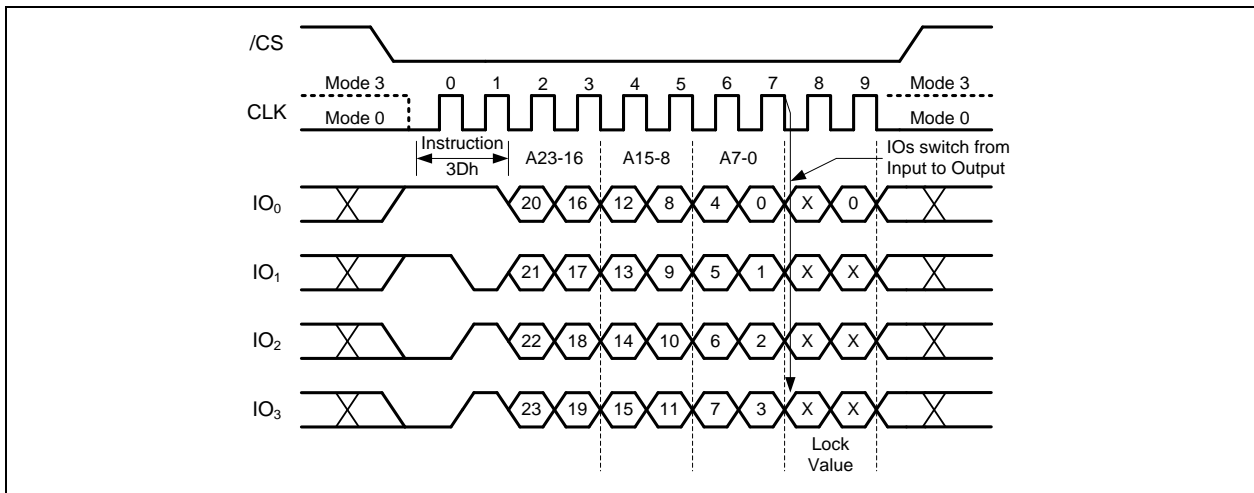 /CS
Mode 3 0 1 2 3 4 5 6 7 8 9 Mode 3
CLK
Mode 0 Mode 0
Instruction
3Dh
A23-16 A15-8 A7-0
IOs switch from
Input to Output
IO₀ 20 16 12 8 4 0 X 0
IO₁ 21 17 13 9 5 1 X X
IO₂ 22 18 14 10 6 2 X X
IO₃ 23 19 15 11 7 3 X X
Lock
Value